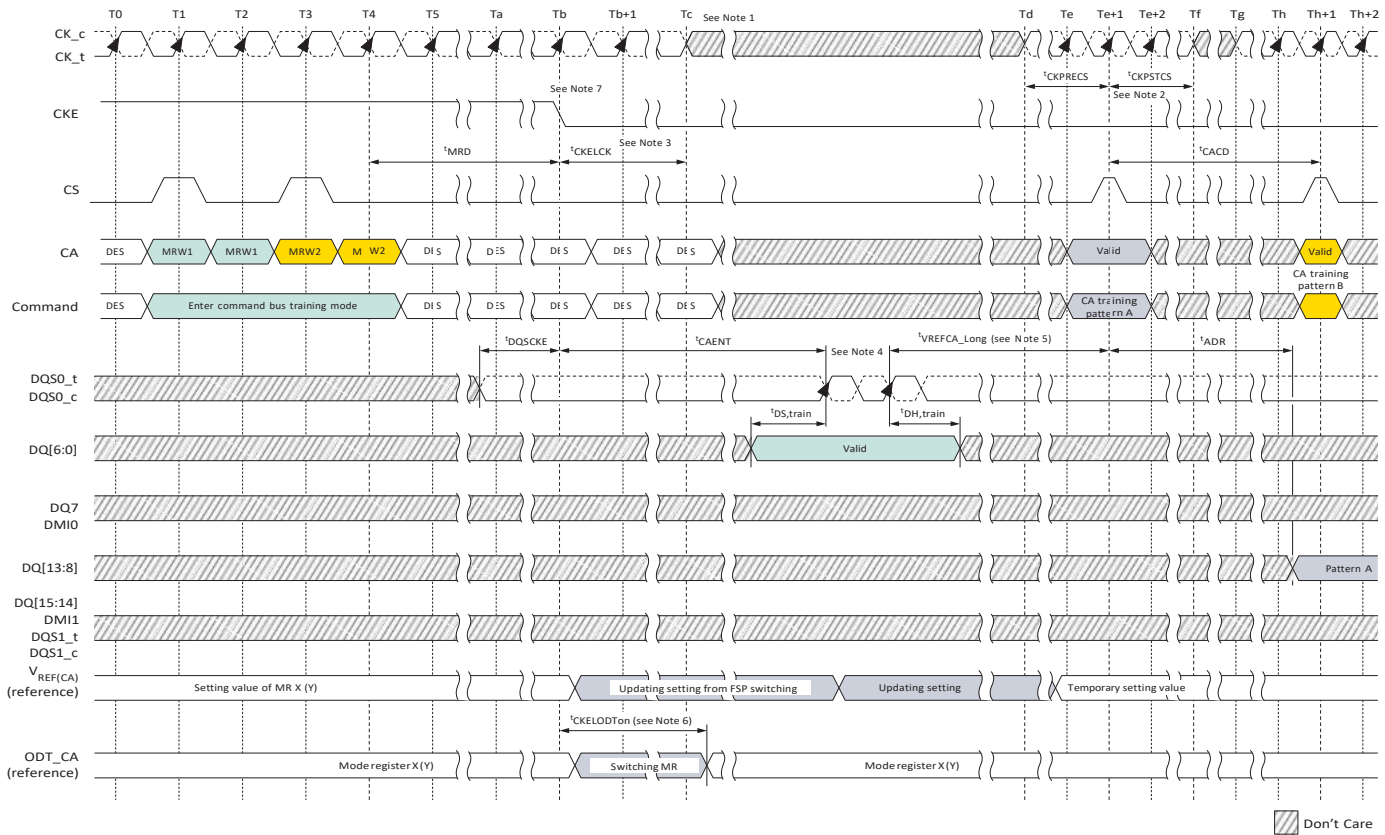 T0 T1 T2 T3 T4 T5 Ta Tb Tb+1 Tc See Note 1 Td Te Te+1 Te+2 Tf Tg Th Th+1 Th+2
CK_c
CK_t
tCKPRECS tCKPSTCS
See Note 7 See Note 2
CKE
tMRD tCKELCK See Note 3 tCACD
CS
CA DES MRW1 MRW1 MRW2 M W2 DES DES DES DES DES Valid Valid
CA training
pattern B
Command DES Enter command bus training mode DES DES DES DES DES CA training
pattern A
tDQSCKE tCAENT See Note 4 tVREFCA_Long (see Note 5) tADR
DQS0_t
DQS0_c
tDS,train tDH,train
DQ[6:0] Valid
DQ7
DMI0
DQ[13:8] Pattern A
DQ[15:14]
DMI1
DQS1_t
DQS1_c
VREF(CA)
(reference) Setting value of MR X (Y) Updating setting from FSP switching Updating setting Temporary setting value
tCKELODTon (see Note 6)
ODT_CA
(reference) Mode register X (Y) Switching MR Mode register X (Y)
Don't Care